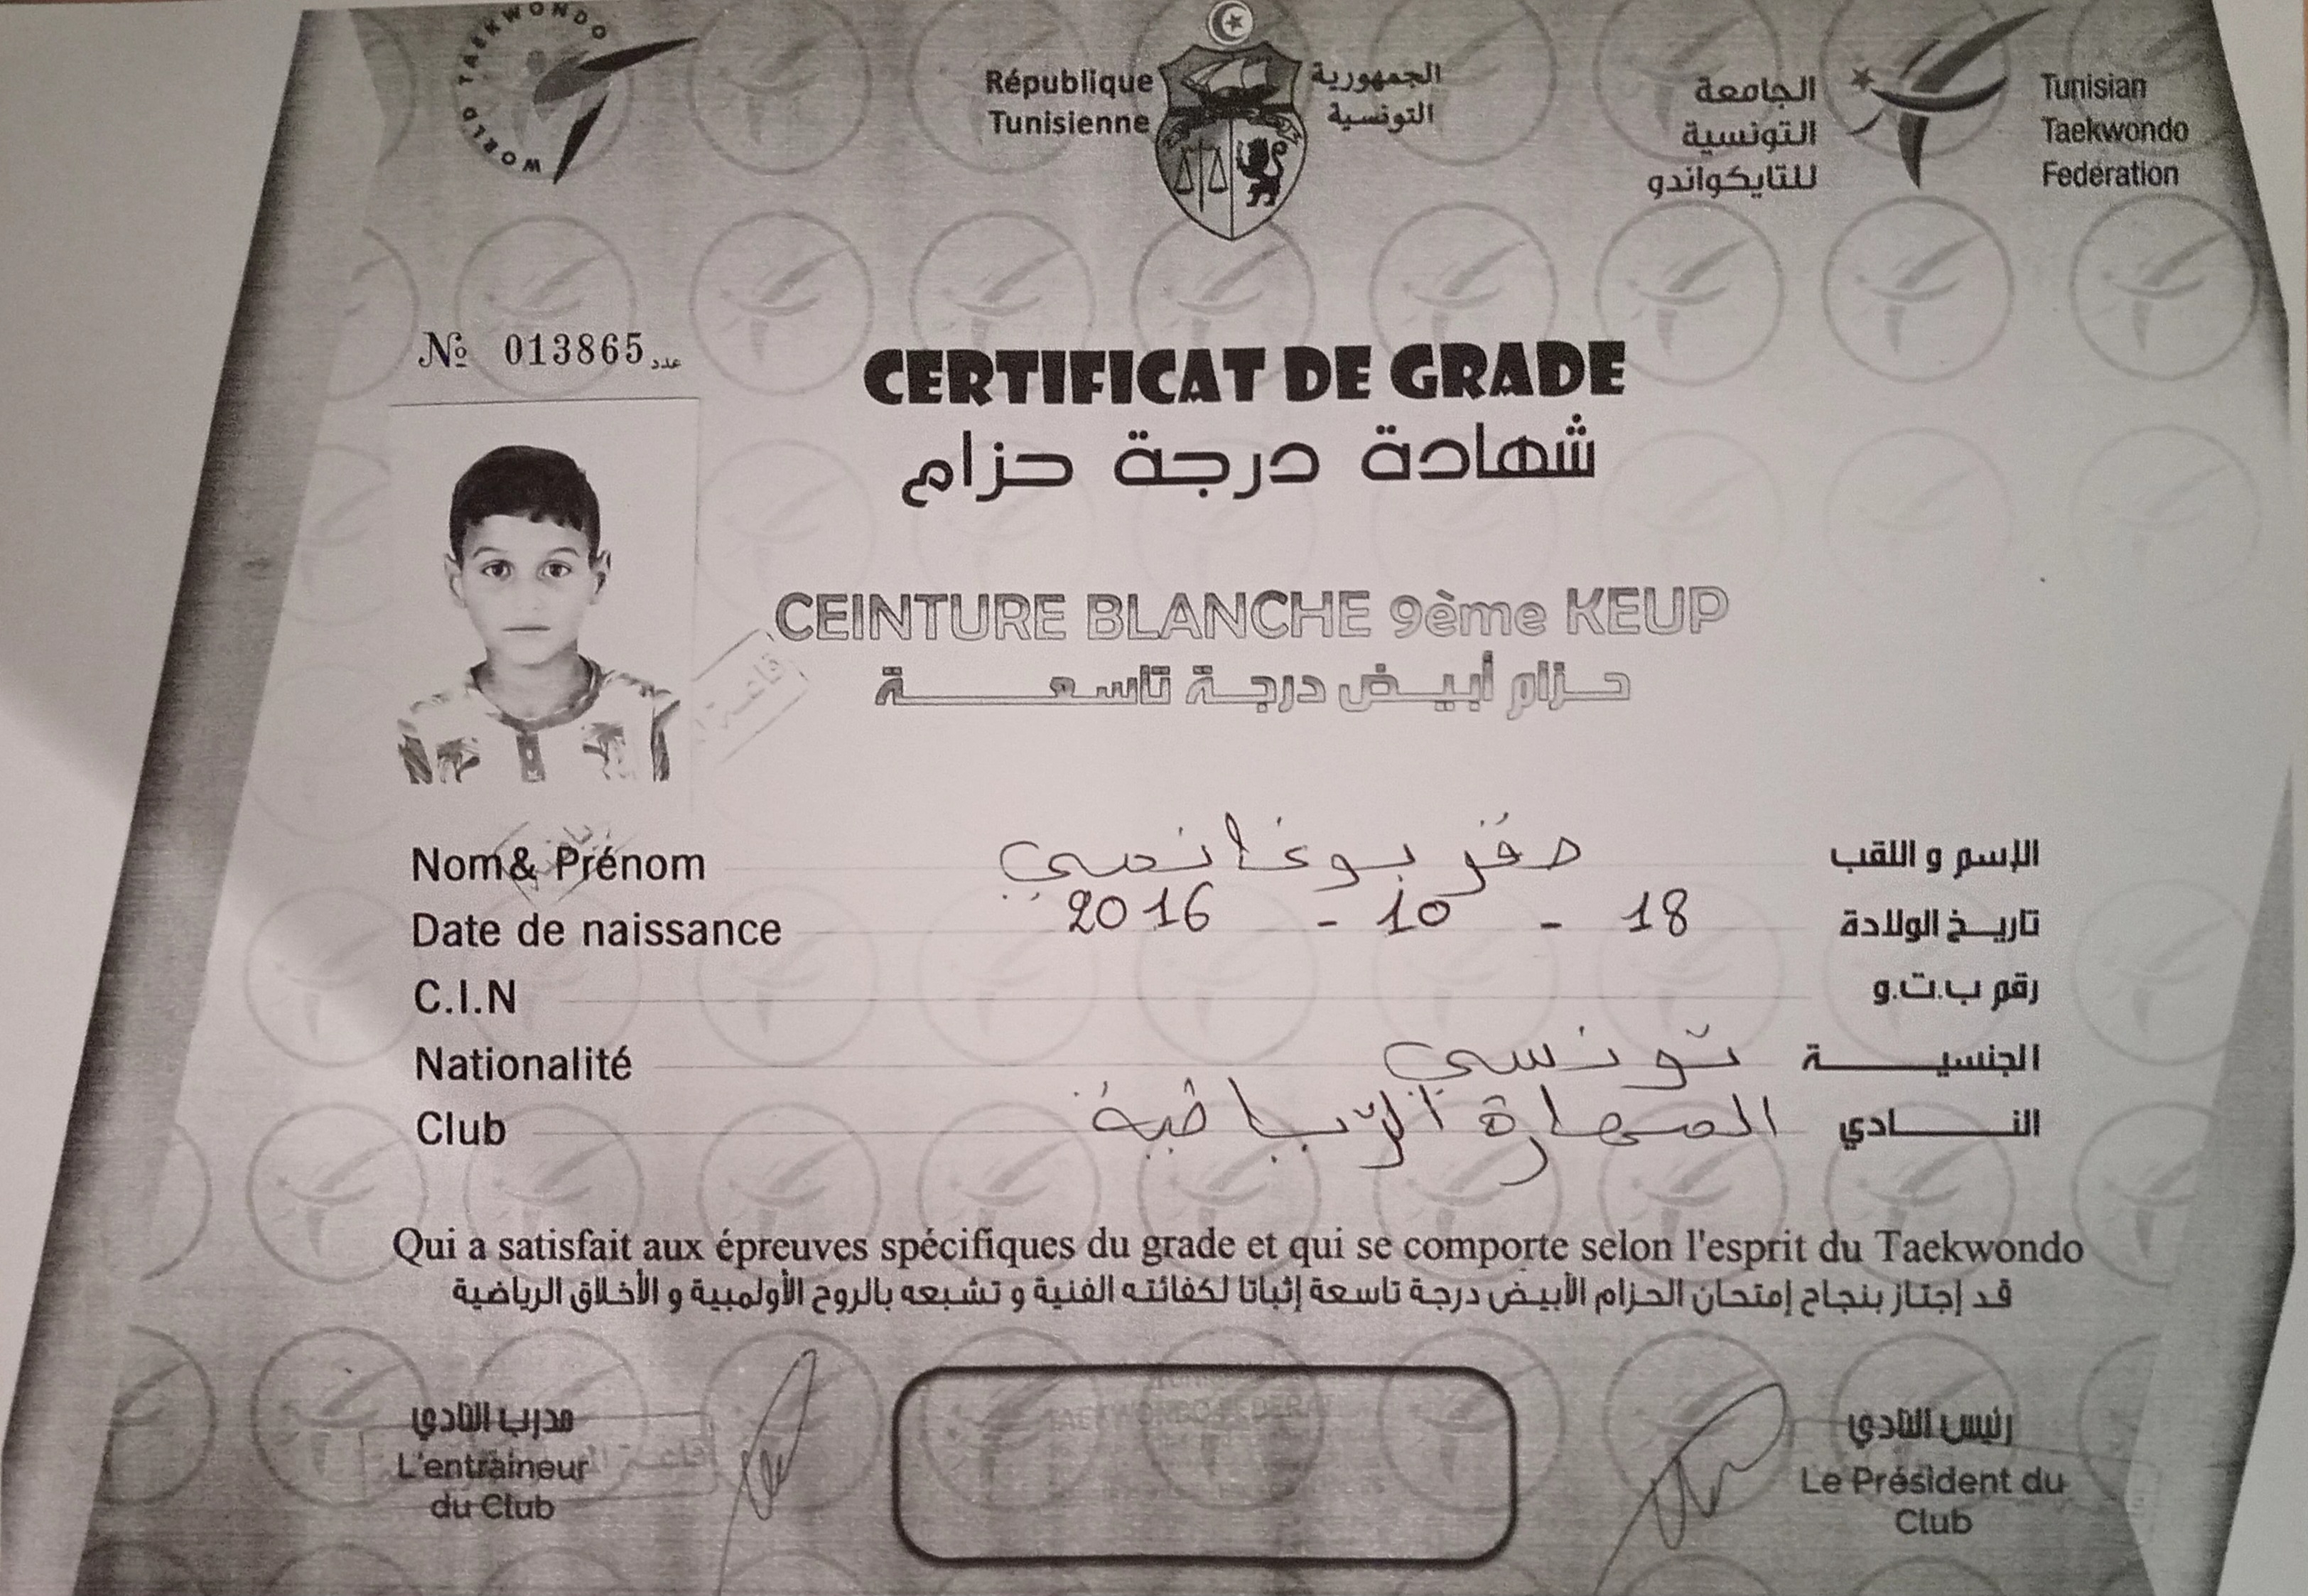 WORLD TAEKWONDO
République
Tunisienne
الجمهورية
التونسية
الجامعة
التونسية
للتايكواندو
Tunisian
Taekwondo
Federation
№ 013865 عدد
CERTIFICAT DE GRADE
شهادة درجة حزام
CEINTURE BLANCHE 9ème KEUP
حزام أبيض درجة تاسعة
Nom& Prénom بوغانمي الإسم و اللقب
Date de naissance 18 - 10 - 2016 تاريخ الولادة
C.I.N رقم ب.ت.و
Nationalité تونسي الجنسية
Club الرياضية النادي
Qui a satisfait aux épreuves spécifiques du grade et qui se comporte selon l'esprit du Taekwondo
قد إجتاز بنجاح إمتحان الحزام الأبيض درجة تاسعة إثباتا لكفائته الفنية و تشبعه بالروح الأولمبية و الأخلاق الرياضية
مدرب النادي
L'entraineur
du Club
TAEKWONDO FEDERA
رئيس النادي
Le Président du
Club